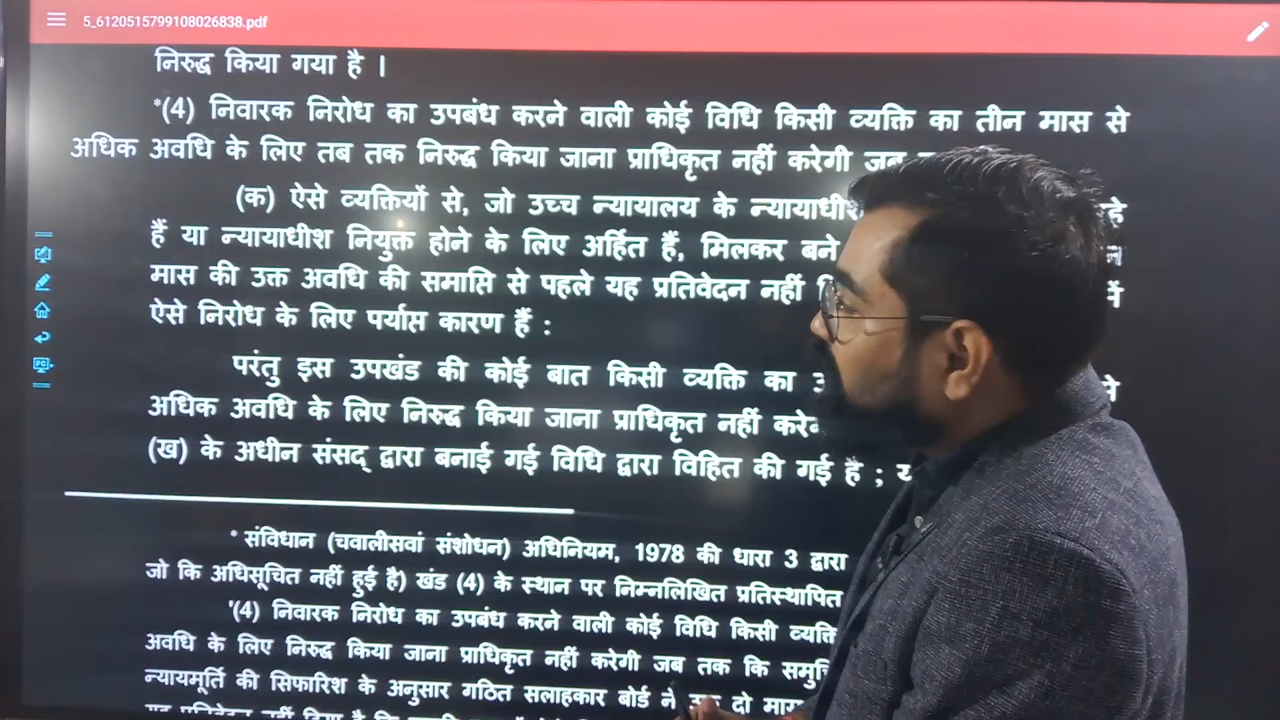 5_6120515799108026838.pdf
निरुद्ध किया गया है ।
*(4) निवारक निरोध का उपबंध करने वाली कोई विधि किसी व्यक्ति का तीन मास से
अधिक अवधि के लिए तब तक निरुद्ध किया जाना प्राधिकृत नहीं करेगी जब
(क) ऐसे व्यक्तियों से, जो उच्च न्यायालय के
हैं या न्यायाधीश नियुक्त होने के लिए अर्हित हैं, मिलकर बने
मास की उक्त अवधि की समाप्ति से पहले यह प्रतिवेदन नहीं
ऐसे निरोध के लिए पर्याप्त कारण हैं :
परंतु इस उपखंड की कोई बात किसी व्यक्ति का
अधिक अवधि के लिए निरुद्ध किया जाना प्राधिकृत नहीं
(ख) के अधीन संसद् द्वारा बनाई गई विधि द्वारा विहित की गई है ;
* संविधान (चवालीसवां संशोधन) अधिनियम, 1978 की धारा 3 द्वारा
जो कि अधिसूचित नहीं हुई है) खंड (4) के स्थान पर निम्नलिखित प्रतिस्थापित
'(4) निवारक निरोध का उपबंध करने वाली कोई विधि किसी
अवधि के लिए निरुद्ध किया जाना प्राधिकृत नहीं करेगी जब तक कि
न्यायमूर्ति की सिफारिश के अनुसार गठित सलाहकार बोर्ड ने दो